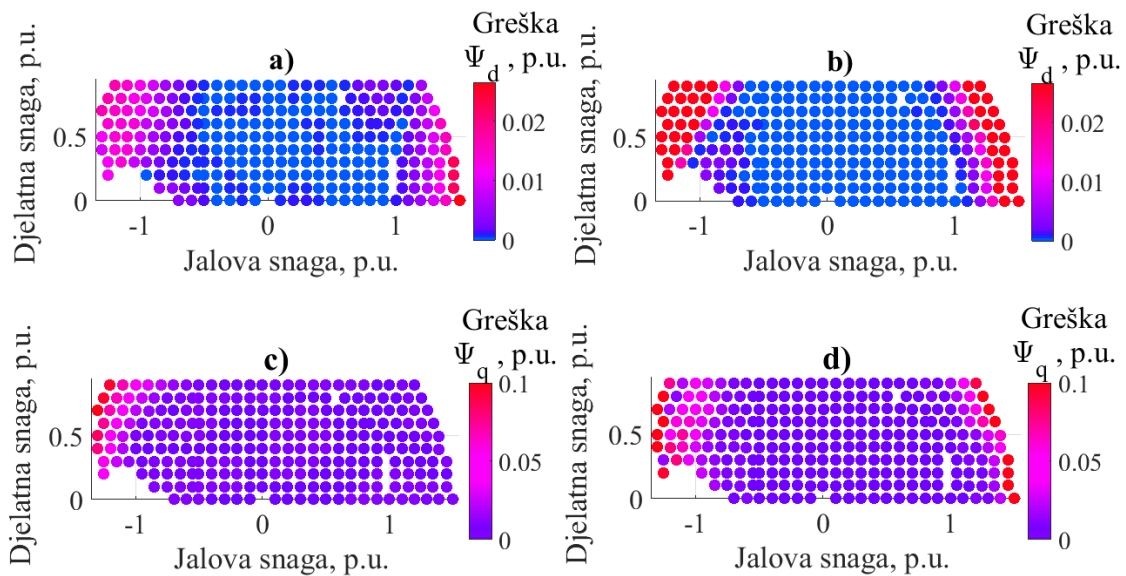 Greška
Ψd , p.u.
a)
Djelatna snaga, p.u.
0.5
0
-1
0
1
Jalova snaga, p.u.
0.02
0.01
0
Greška
Ψd , p.u.
b)
Djelatna snaga, p.u.
0.5
0
-1
0
1
Jalova snaga, p.u.
0.02
0.01
0
Greška
Ψq , p.u.
c)
Djelatna snaga, p.u.
0.5
0
-1
0
1
Jalova snaga, p.u.
0.1
0.05
0
Greška
Ψq , p.u.
d)
Djelatna snaga, p.u.
0.5
0
-1
0
1
Jalova snaga, p.u.
0.1
0.05
0